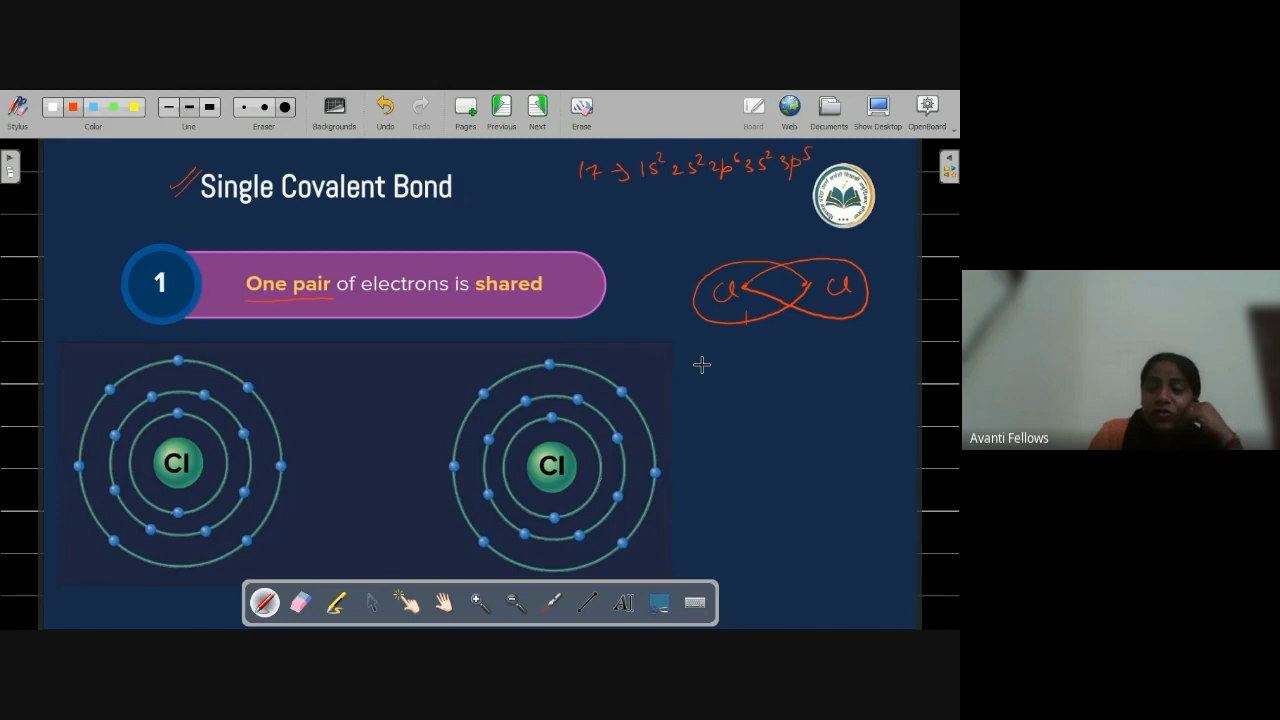 Stylus
Color
Line
Eraser
Backgrounds
Undo
Redo
Pages
Previous
Next
Erase
Board
Web
Documents
Show Desktop
OpenBoard
17 → 1s² 2s² 2p⁶ 3s² 3p⁵
Single Covalent Bond
1
One pair of electrons is shared
Cl Cl
Cl
Cl
Avanti Fellows
AI